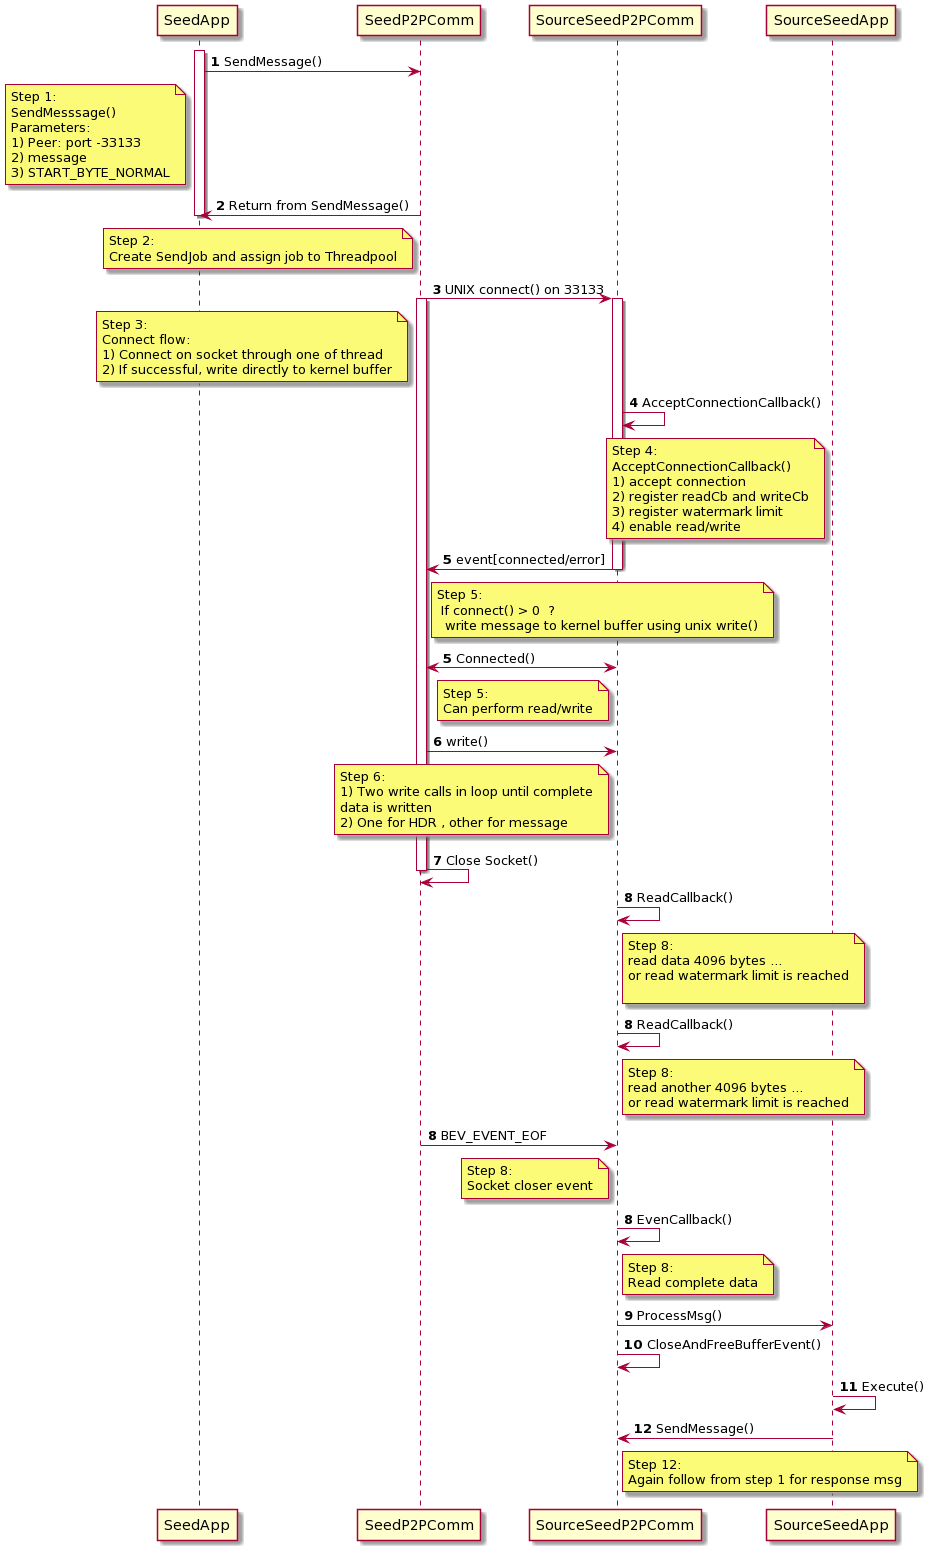 SeedApp
SeedP2PComm
SourceSeedP2PComm
SourceSeedApp
1 SendMessage()
Step 1:
SendMesssage()
Parameters:
1) Peer: port -33133
2) message
3) START_BYTE_NORMAL
2 Return from SendMessage()
Step 2:
Create SendJob and assign job to Threadpool
3 UNIX connect() on 33133
Step 3:
Connect flow:
1) Connect on socket through one of thread
2) If successful, write directly to kernel buffer
4 AcceptConnectionCallback()
Step 4:
AcceptConnectionCallback()
1) accept connection
2) register readCb and writeCb
3) register watermark limit
4) enable read/write
5 event[connected/error]
Step 5:
If connect() > 0 ?
write message to kernel buffer using unix write()
5 Connected()
Step 5:
Can perform read/write
6 write()
Step 6:
1) Two write calls in loop until complete
data is written
2) One for HDR , other for message
7 Close Socket()
8 ReadCallback()
Step 8:
read data 4096 bytes ...
or read watermark limit is reached
8 ReadCallback()
Step 8:
read another 4096 bytes ...
or read watermark limit is reached
8 BEV_EVENT_EOF
Step 8:
Socket closer event
8 EvenCallback()
Step 8:
Read complete data
9 ProcessMsg()
10 CloseAndFreeBufferEvent()
11 Execute()
12 SendMessage()
Step 12:
Again follow from step 1 for response msg
SeedApp
SeedP2PComm
SourceSeedP2PComm
SourceSeedApp